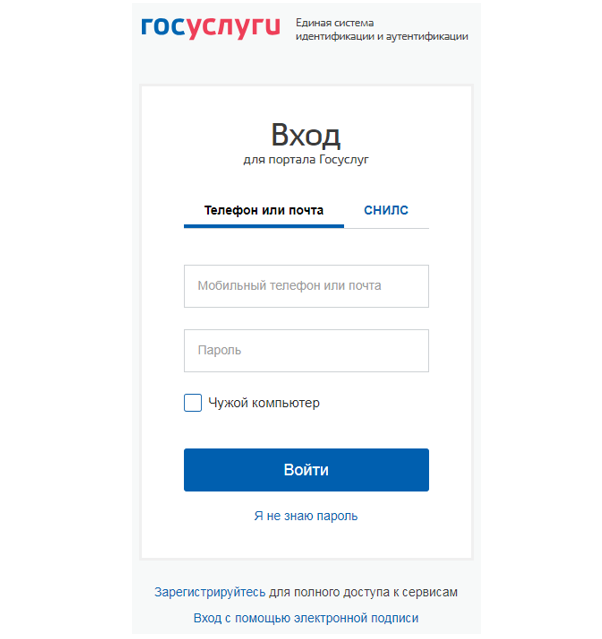 госуслуги
Единая система
идентификации и аутентификации
Вход
для портала Госуслуг
Телефон или почта СНИЛС
Мобильный телефон или почта
Пароль
Чужой компьютер
Войти
Я не знаю пароль
Зарегистрируйтесь для полного доступа к сервисам
Вход с помощью электронной подписи